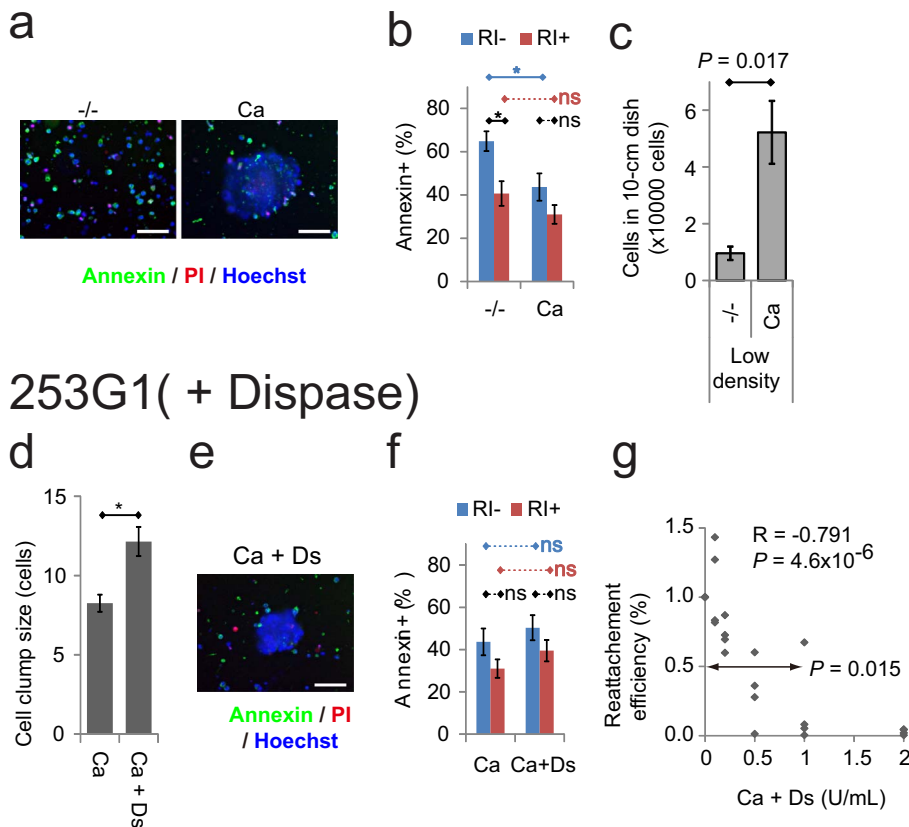 a
-/-
Ca
Annexin / PI / Hoechst
b
RI- RI+
*
ns
*
ns
Annexin+ (%)
80
60
40
20
0
-/- Ca
c
P = 0.017
Cells in 10-cm dish
(x10000 cells)
6
4
2
0
-/-
Ca
Low
density
253G1( + Dispase)
d
Cell clump size (cells)
15
10
5
0
*
Ca
Ca + Ds
e
Ca + Ds
Annexin / PI
/ Hoechst
f
RI- RI+
ns
ns
ns ns
Annexin+ (% )
80
60
40
20
0
Ca Ca+Ds
g
Reattachement
efficiency (%)
1.5
1.0
0.5
0.0
R = -0.791
P = 4.6x10-6
P = 0.015
0 0.5 1 1.5 2
Ca + Ds (U/mL)